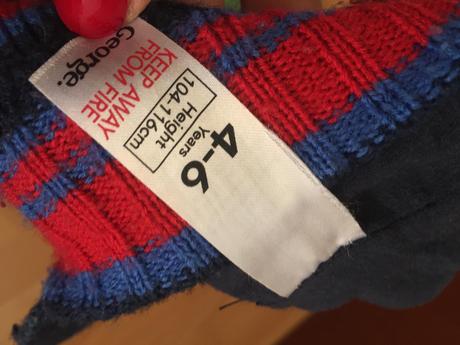 George.
KEEP AWAY
FROM FIRE
104-116cm
Height
Years
4-6